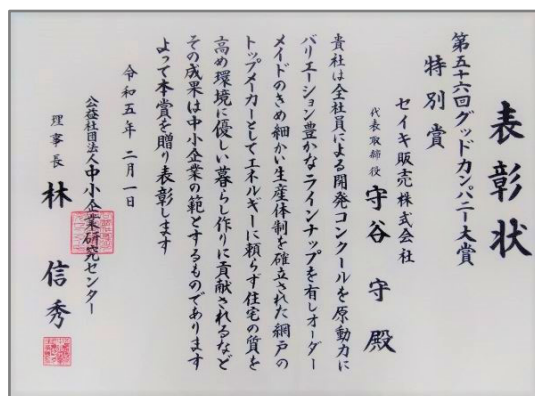 表彰状
第五十六回グッドカンパニー大賞
特別賞
セイキ販売株式会社
代表取締役 守谷 守 殿
貴社は全社員による開発コンクールを原動力に
バリエーション豊かなラインナップを有しオーダー
メイドのきめ細かい生産体制を確立された網戸の
トップメーカーとしてエネルギーに頼らず住宅の質を
高め環境に優しい暮らし作りに貢献されるなど
その成果は中小企業の範とするものであります
よって本賞を贈り表彰します
令和五年 二月一日
公益社団法人中小企業研究センター
理事長 林 信秀